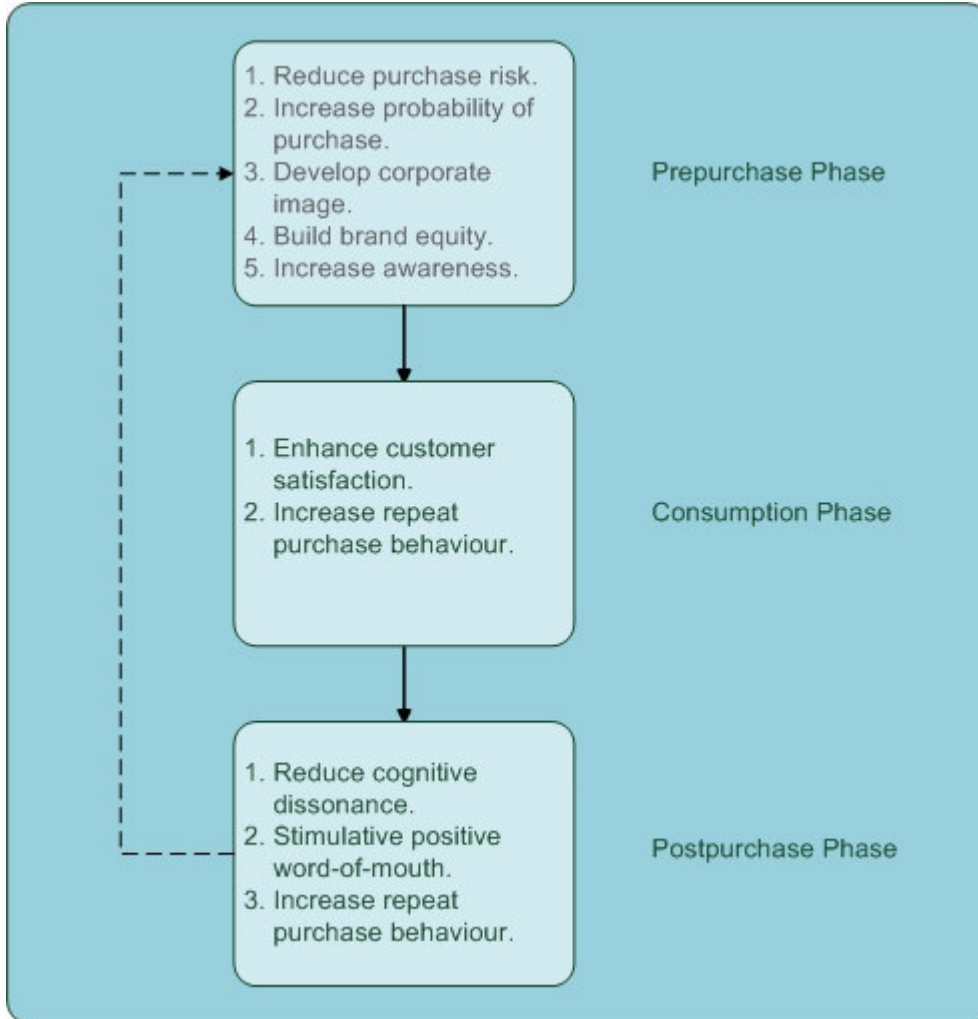 1. Reduce purchase risk.
2. Increase probability of
purchase.
3. Develop corporate
image.
4. Build brand equity.
5. Increase awareness.
Prepurchase Phase
1. Enhance customer
satisfaction.
2. Increase repeat
purchase behaviour.
Consumption Phase
1. Reduce cognitive
dissonance.
2. Stimulative positive
word-of-mouth.
3. Increase repeat
purchase behaviour.
Postpurchase Phase